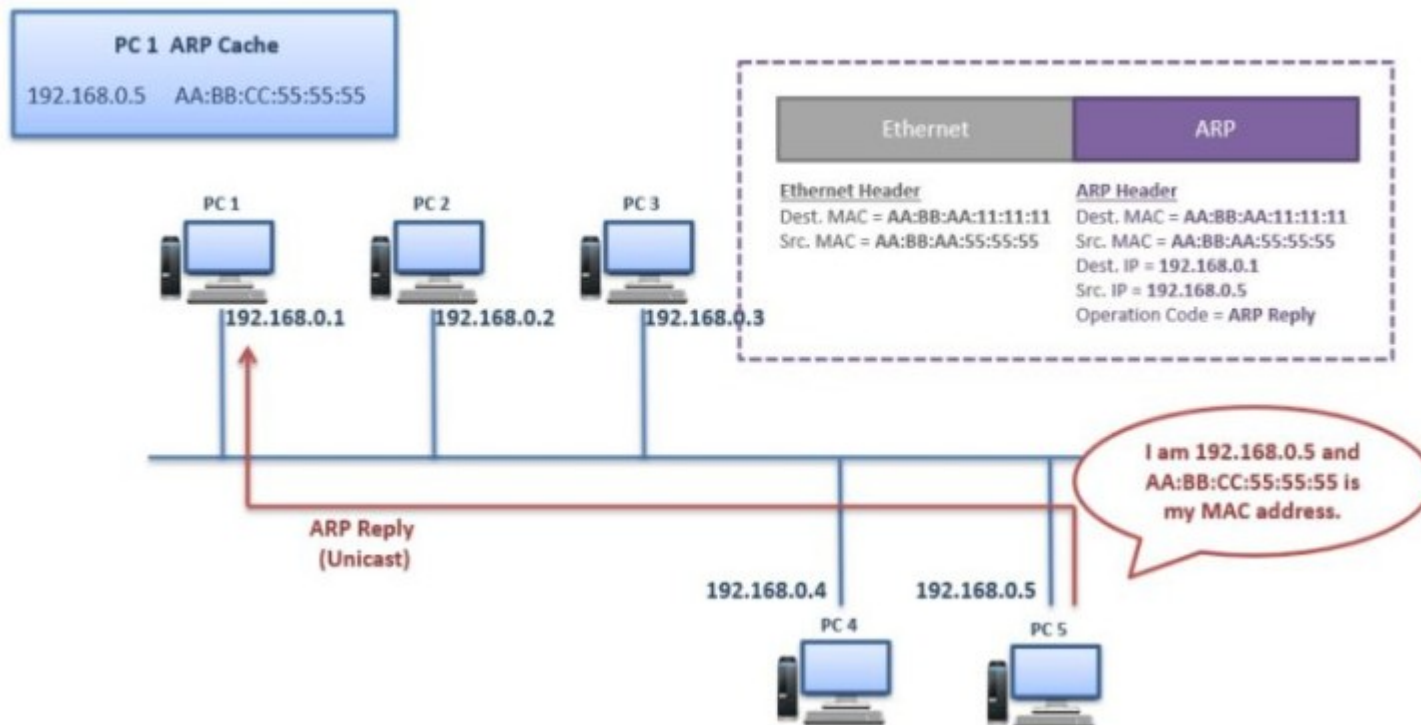 PC 1 ARP Cache
192.168.0.5 AA:BB:CC:55:55:55
Ethernet ARP
Ethernet Header
Dest. MAC = AA:BB:AA:11:11:11
Src. MAC = AA:BB:AA:55:55:55
ARP Header
Dest. MAC = AA:BB:AA:11:11:11
Src. MAC = AA:BB:AA:55:55:55
Dest. IP = 192.168.0.1
Src. IP = 192.168.0.5
Operation Code = ARP Reply
PC 1 PC 2 PC 3
192.168.0.1 192.168.0.2 192.168.0.3
I am 192.168.0.5 and
AA:BB:CC:55:55:55 is
my MAC address.
ARP Reply
(Unicast)
192.168.0.4 192.168.0.5
PC 4 PC 5